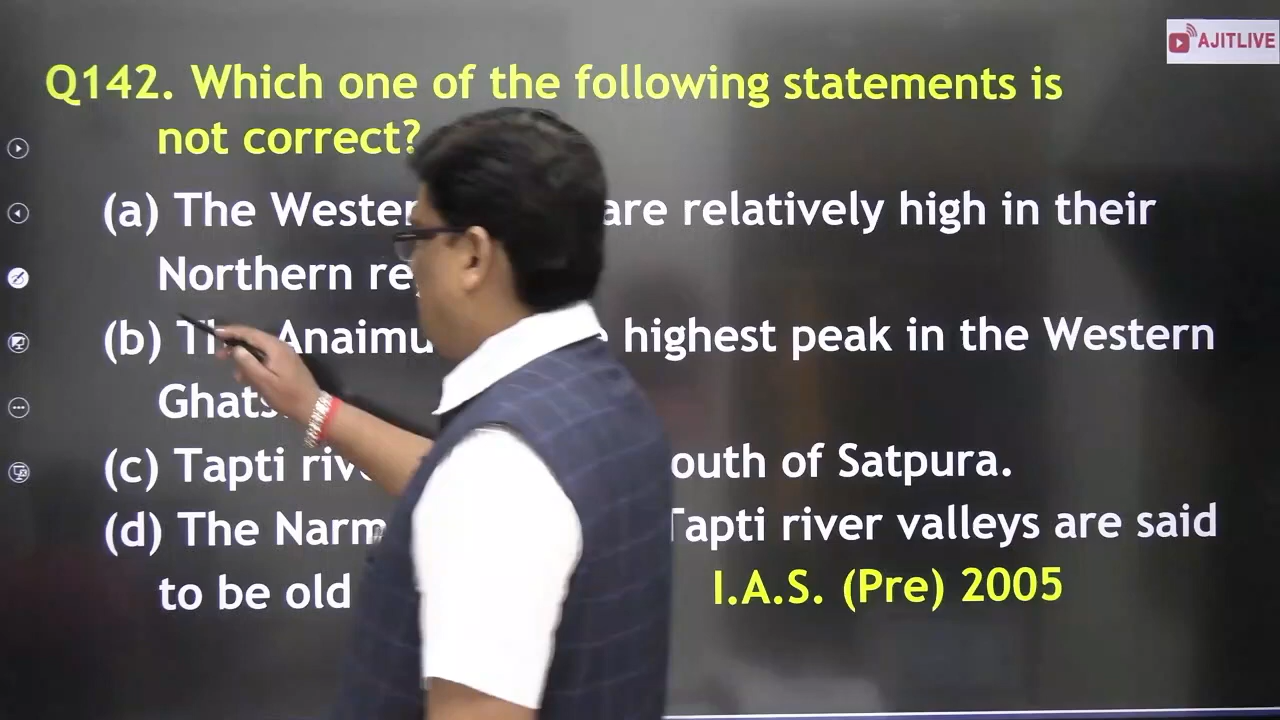 AJITLIVE
Q142. Which one of the following statements is
not correct?
(a) The Wester are relatively high in their
Northern re
(b) The Anaimu highest peak in the Western
Ghats.
(c) Tapti riv outh of Satpura.
(d) The Narm Tapti river valleys are said
to be old
I.A.S. (Pre) 2005